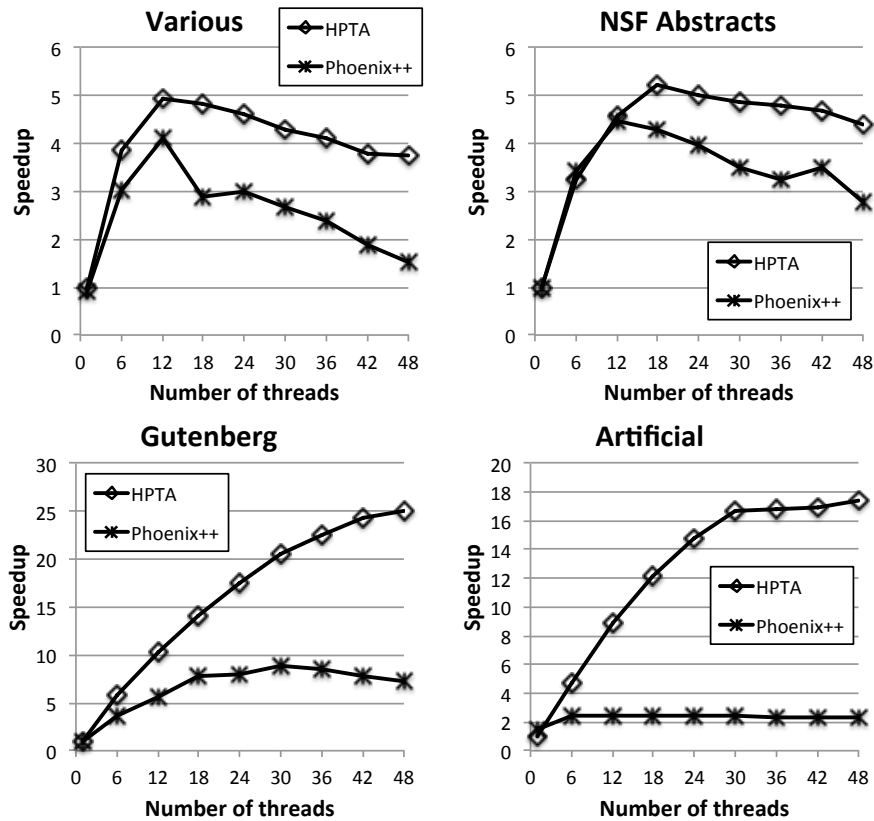 Various
HPTA
Phoenix++
6
5
4
3
2
1
0
Speedup
0 6 12 18 24 30 36 42 48
Number of threads
NSF Abstracts
6
5
4
3
2
1
0
Speedup
HPTA
Phoenix++
0 6 12 18 24 30 36 42 48
Number of threads
Gutenberg
30
25
20
15
10
5
0
Speedup
HPTA
Phoenix++
0 6 12 18 24 30 36 42 48
Number of threads
Artificial
20
18
16
14
12
10
8
6
4
2
0
Speedup
HPTA
Phoenix++
0 6 12 18 24 30 36 42 48
Number of threads